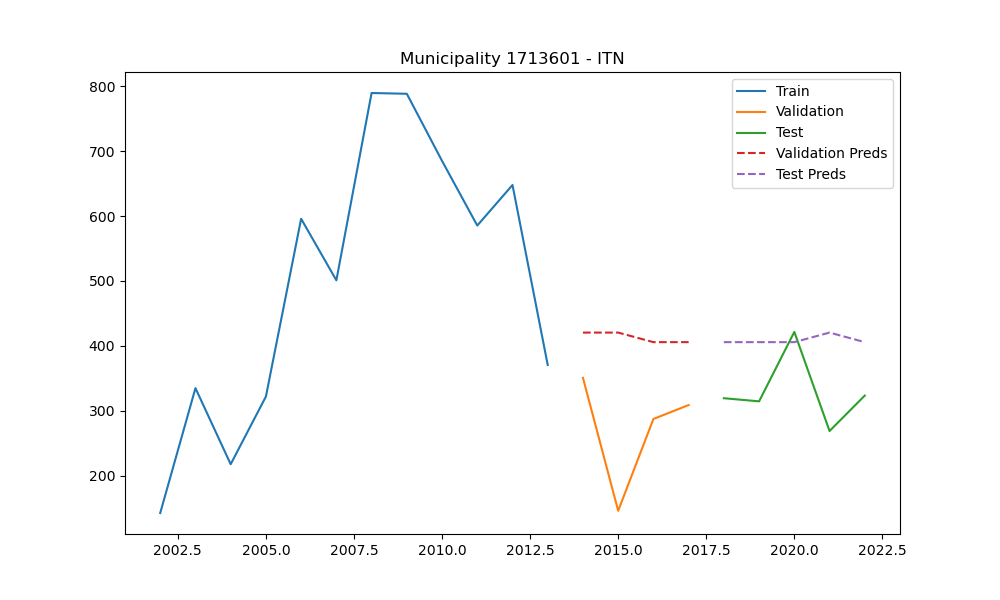 Municipality 1713601 - ITN
Train
Validation
Test
Validation Preds
Test Preds
800
700
600
500
400
300
200
2002.5 2005.0 2007.5 2010.0 2012.5 2015.0 2017.5 2020.0 2022.5